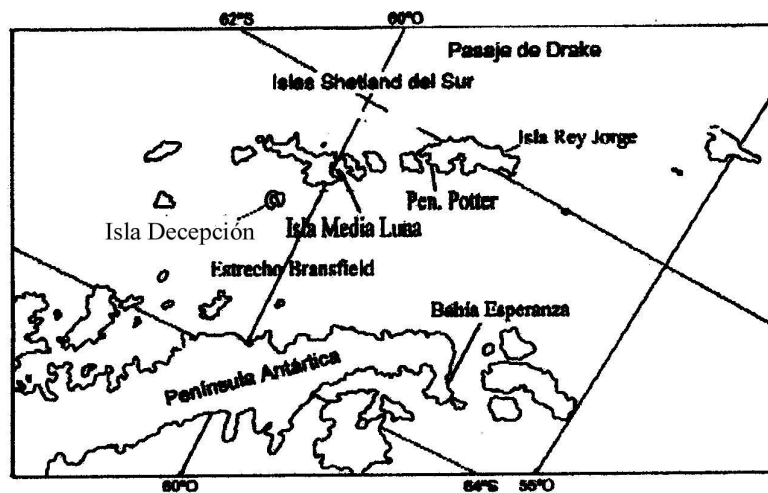 62°S 60°O
Pasaje de Drake
Islas Shetland del Sur
Isla Rey Jorge
Pen. Potter
Isla Decepción
Isla Media Luna
Estrecho Bransfield
Bahía Esperanza
Península Antártica
60°O 64°S 55°O